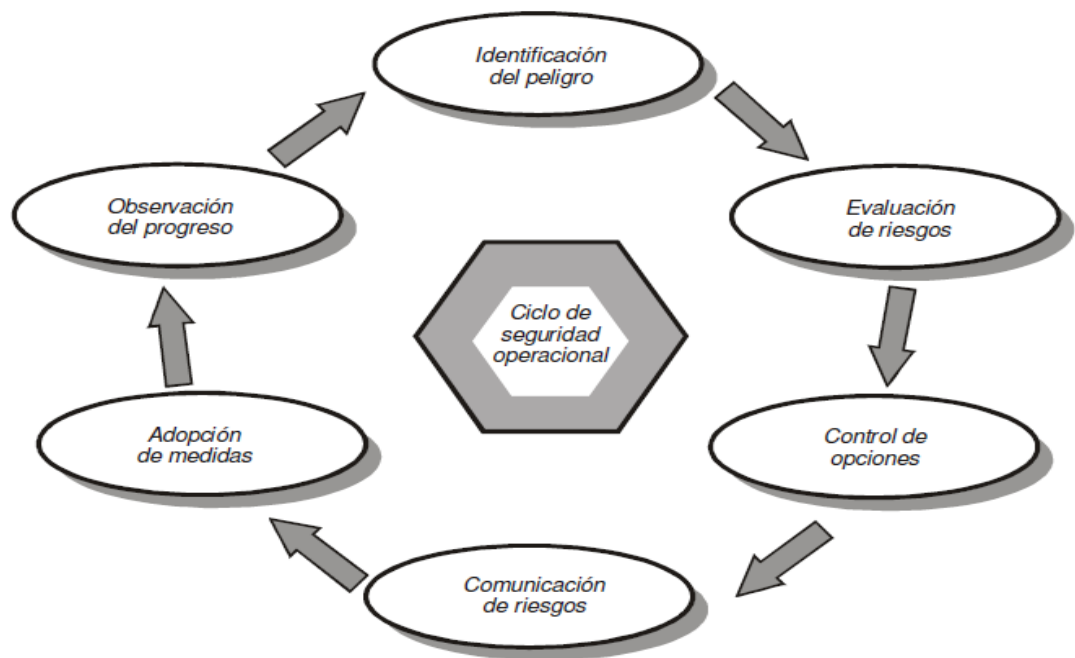 Identificación
del peligro
Evaluación
de riesgos
Control de
opciones
Comunicación
de riesgos
Adopción
de medidas
Observación
del progreso
Ciclo de
seguridad
operacional